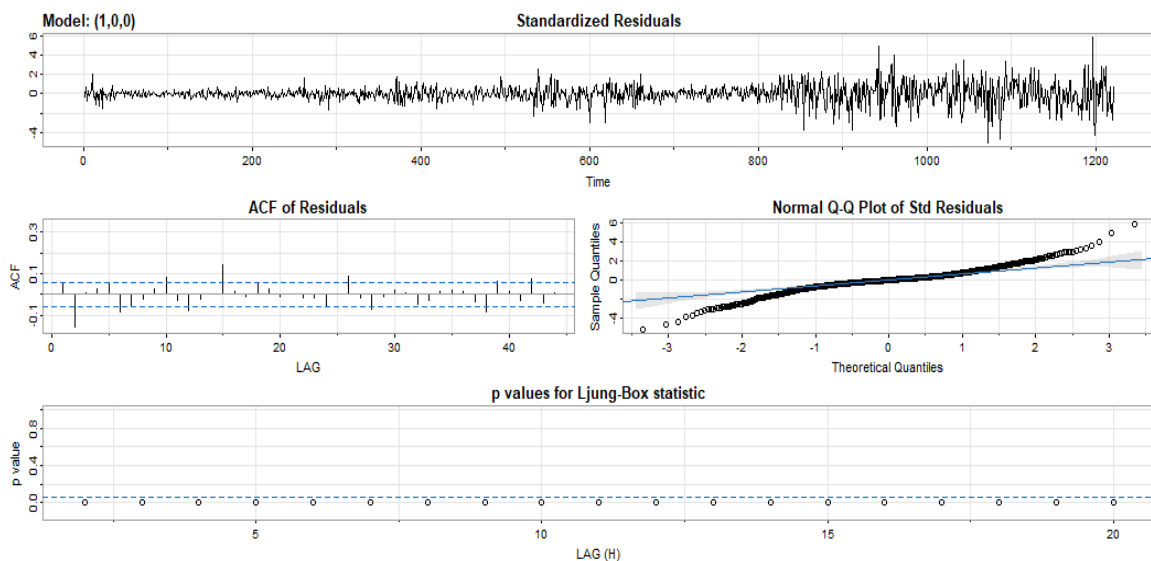 Model: (1,0,0) Standardized Residuals
6
4
2
0
-4
0 200 400 600 800 1000 1200
Time
ACF of Residuals
0.3
0.1
-0.1
ACF
0 10 20 30 40
LAG
Normal Q-Q Plot of Std Residuals
6
4
2
0
-4
Sample Quantiles
-3 -2 -1 0 1 2 3
Theoretical Quantiles
p values for Ljung-Box statistic
0.8
0.4
0.0
p value
5 10 15 20
LAG (H)